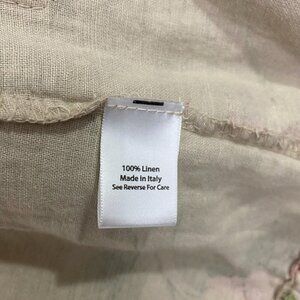 100% Linen
Made in Italy
See Reverse For Care